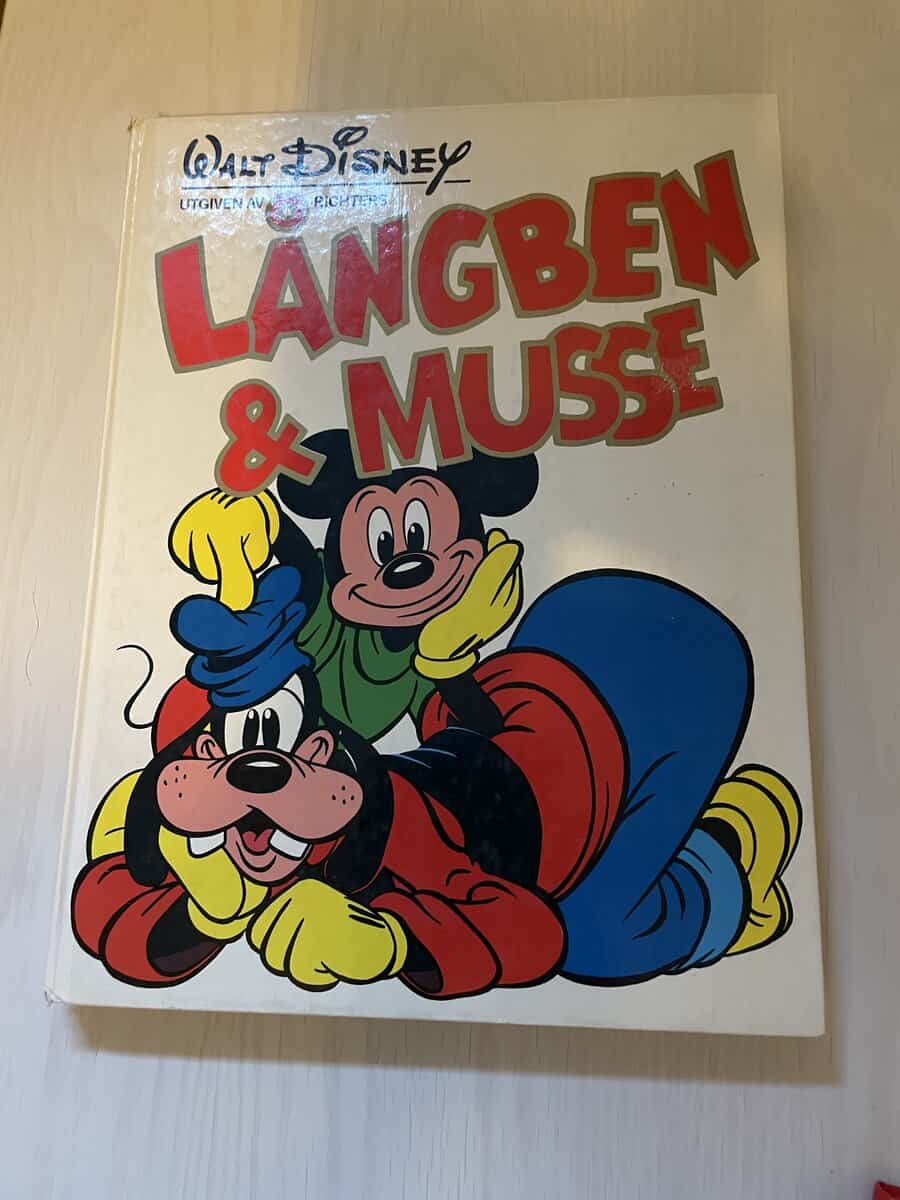 WALT DISNEY
UTGIVEN AV RICHTERS
LÅNGBEN
& MUSSE